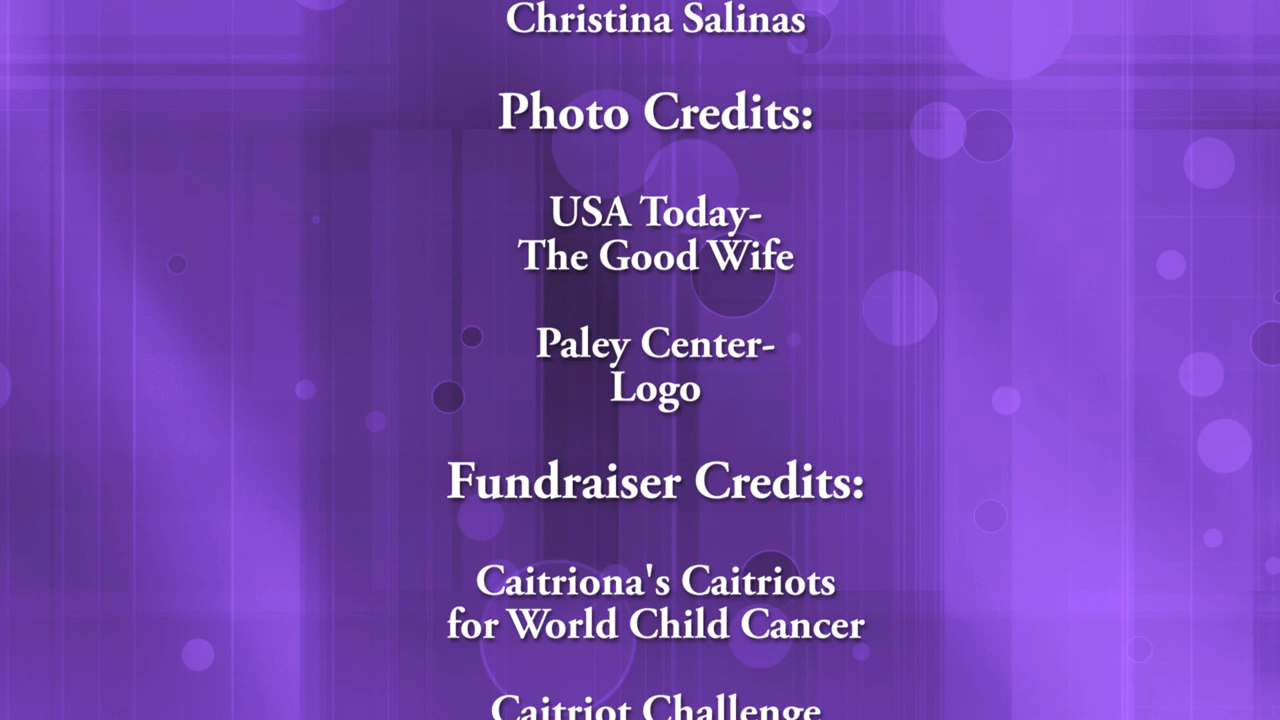 Christina Salinas
Photo Credits:
USA Today-
The Good Wife
Paley Center-
Logo
Fundraiser Credits:
Caitriona's Caitriots
for World Child Cancer
Caitriot Challenge